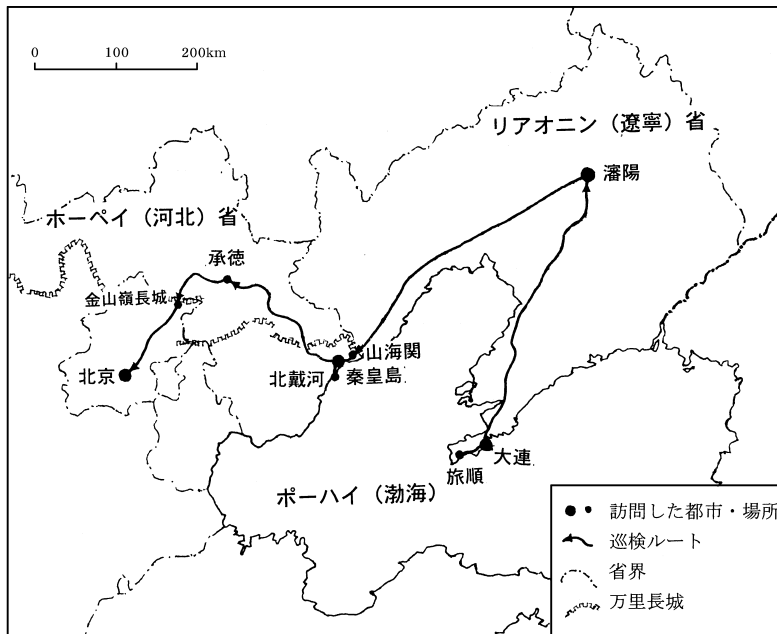 0 100 200km
リアオニン（遼寧）省
瀋陽
ホーペイ（河北）省
承徳
金山嶺長城
山海関
北京
北戴河
秦皇島
大連
旅順
ポーハイ（渤海）
訪問した都市・場所
巡検ルート
省界
万里長城